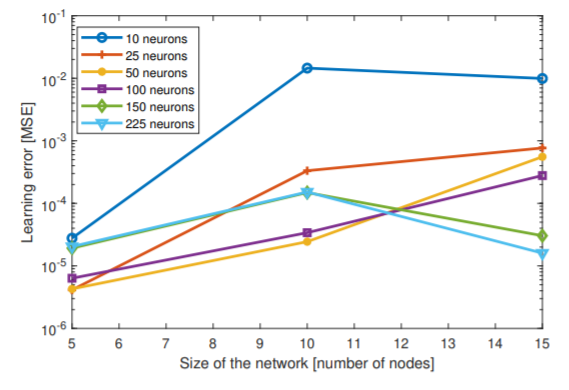 10⁻¹
10⁻²
10⁻³
10⁻⁴
10⁻⁵
10⁻⁶
Learning error [MSE]
10 neurons
25 neurons
50 neurons
100 neurons
150 neurons
225 neurons
5 6 7 8 9 10 11 12 13 14 15
Size of the network [number of nodes]